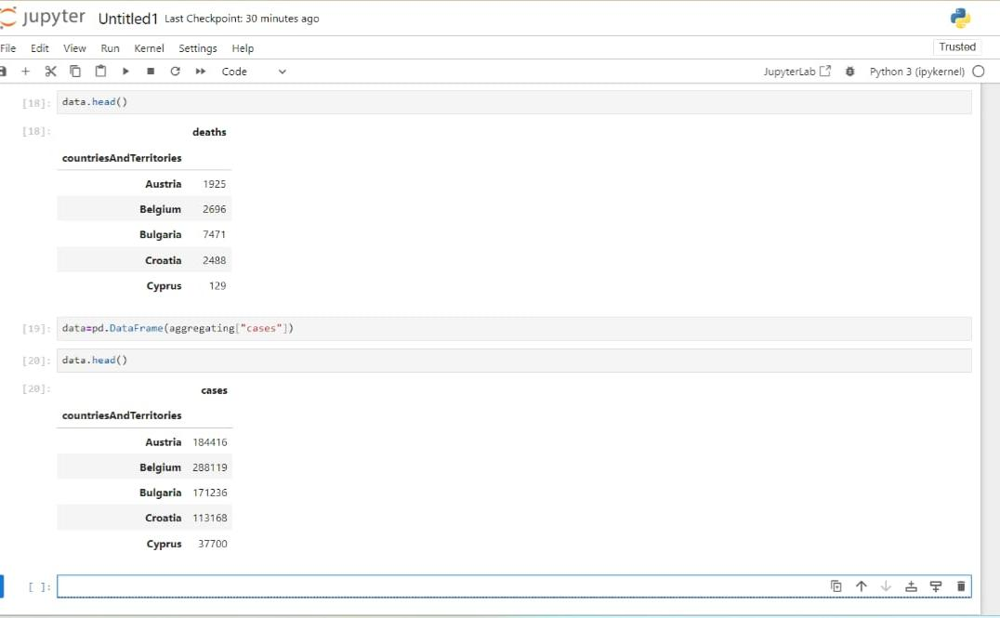 jupyter Untitled1 Last Checkpoint: 30 minutes ago
File Edit View Run Kernel Settings Help Trusted
Code JupyterLab Python 3 (ipykernel)
[18]: data.head()
[18]: deaths
countriesAndTerritories
Austria 1925
Belgium 2696
Bulgaria 7471
Croatia 2488
Cyprus 129
[19]: data=pd.DataFrame(aggregating["cases"])
[20]: data.head()
[20]: cases
countriesAndTerritories
Austria 184416
Belgium 288119
Bulgaria 171236
Croatia 113168
Cyprus 37700
[ ]: